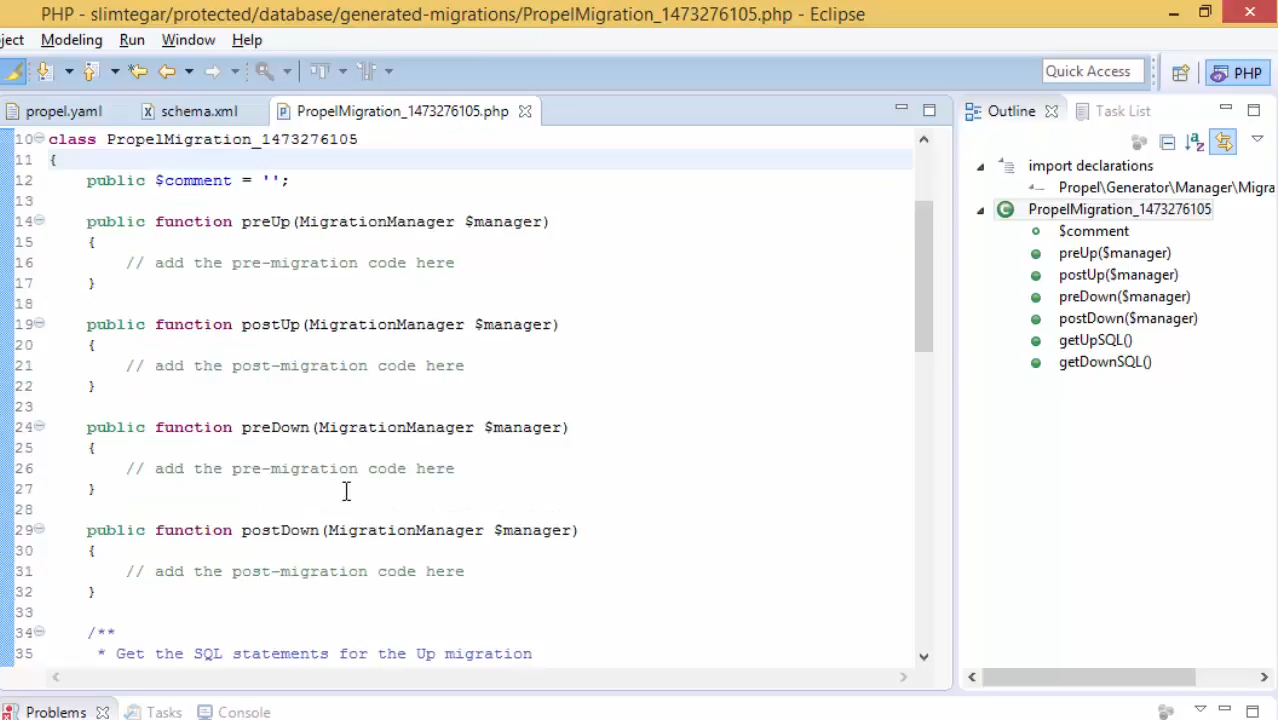 PHP - slimtegar/protected/database/generated-migrations/PropelMigration_1473276105.php - Eclipse
ject Modeling Run Window Help
Quick Access
PHP
propel.yaml
schema.xml
PropelMigration_1473276105.php
10 class PropelMigration_1473276105
11 {
12 public $comment = '';
13
14 public function preUp(MigrationManager $manager)
15 {
16 // add the pre-migration code here
17 }
18
19 public function postUp(MigrationManager $manager)
20 {
21 // add the post-migration code here
22 }
23
24 public function preDown(MigrationManager $manager)
25 {
26 // add the pre-migration code here
27 }
28
29 public function postDown(MigrationManager $manager)
30 {
31 // add the post-migration code here
32 }
33
34 /**
35 * Get the SQL statements for the Up migration
Outline
Task List
import declarations
Propel\Generator\Manager\Migra
PropelMigration_1473276105
$comment
preUp($manager)
postUp($manager)
preDown($manager)
postDown($manager)
getUpSQL()
getDownSQL()
Problems
Tasks
Console